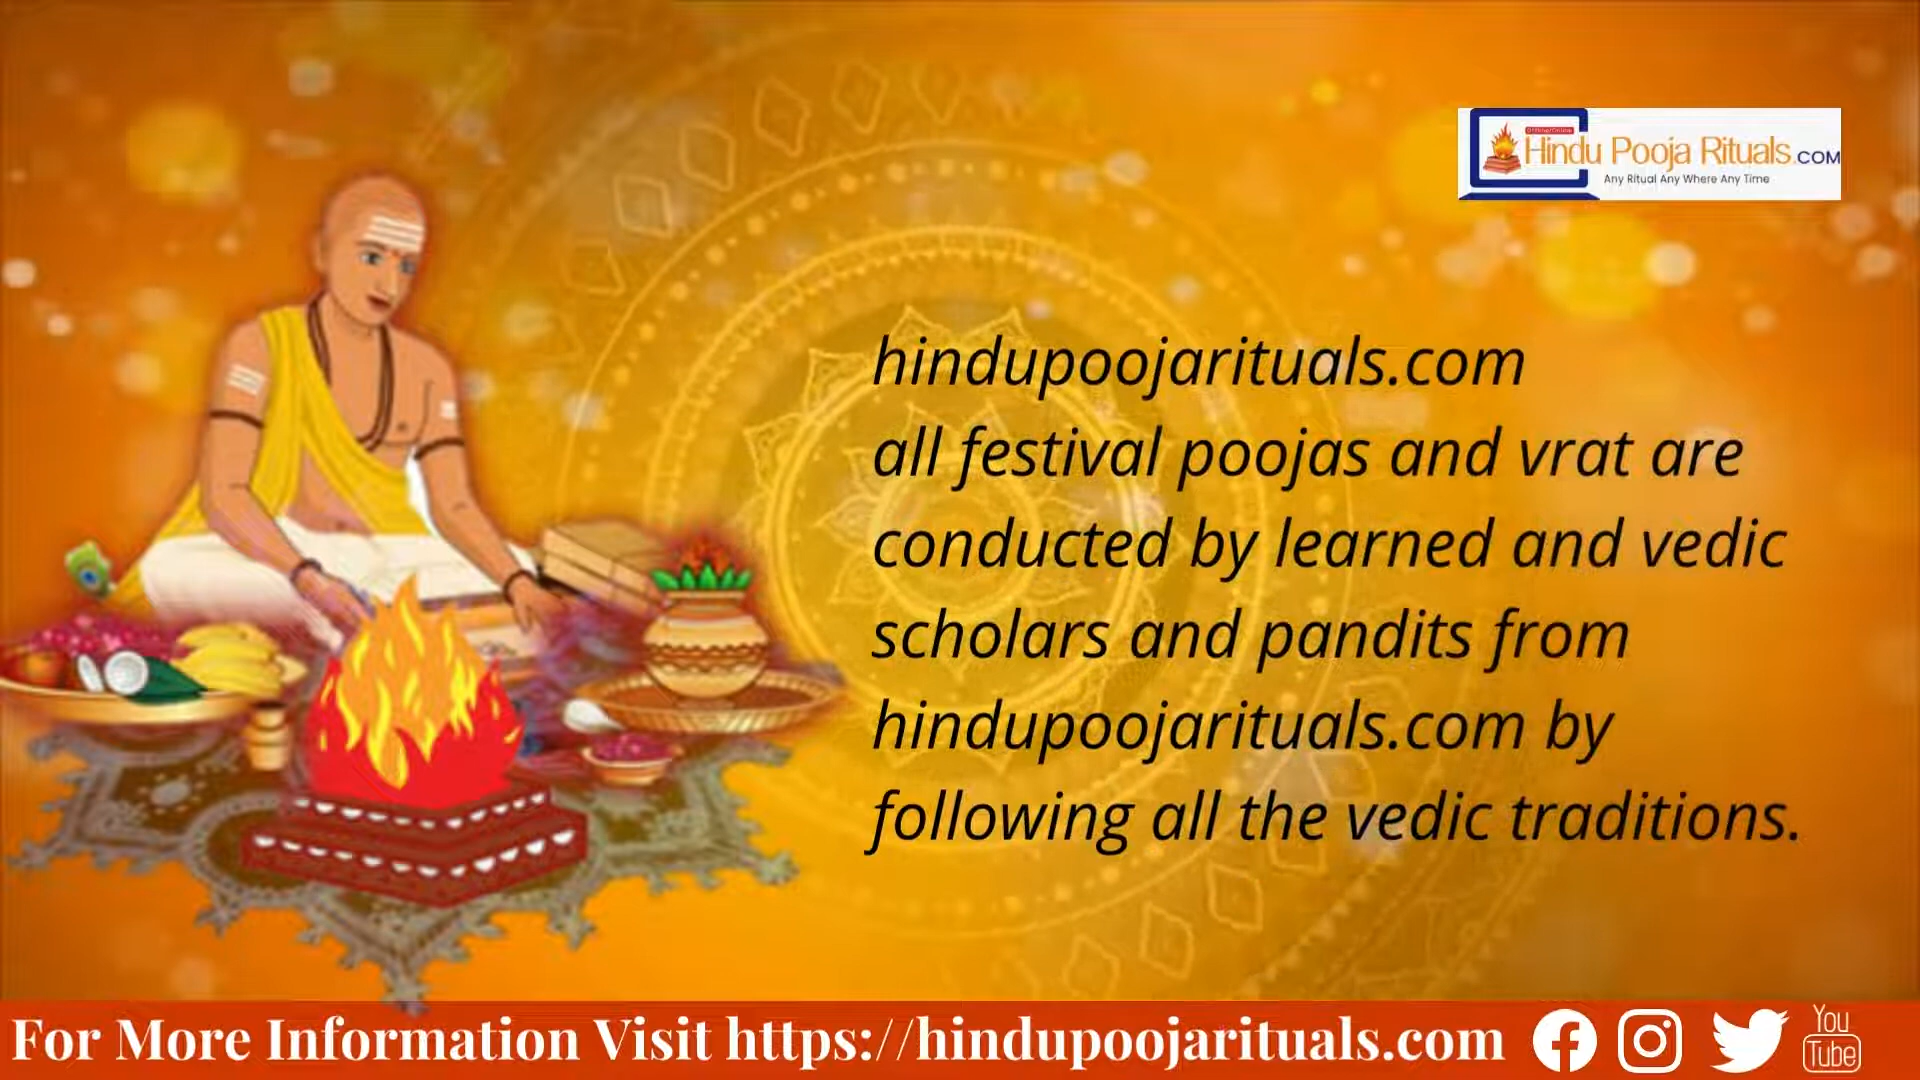 Hindu Pooja Rituals.COM
Any Ritual Any Where Any Time
hindupoojarituals.com
all festival poojas and vrat are
conducted by learned and vedic
scholars and pandits from
hindupoojarituals.com by
following all the vedic traditions.
For More Information Visit https://hindupoojarituals.com
You
Tube